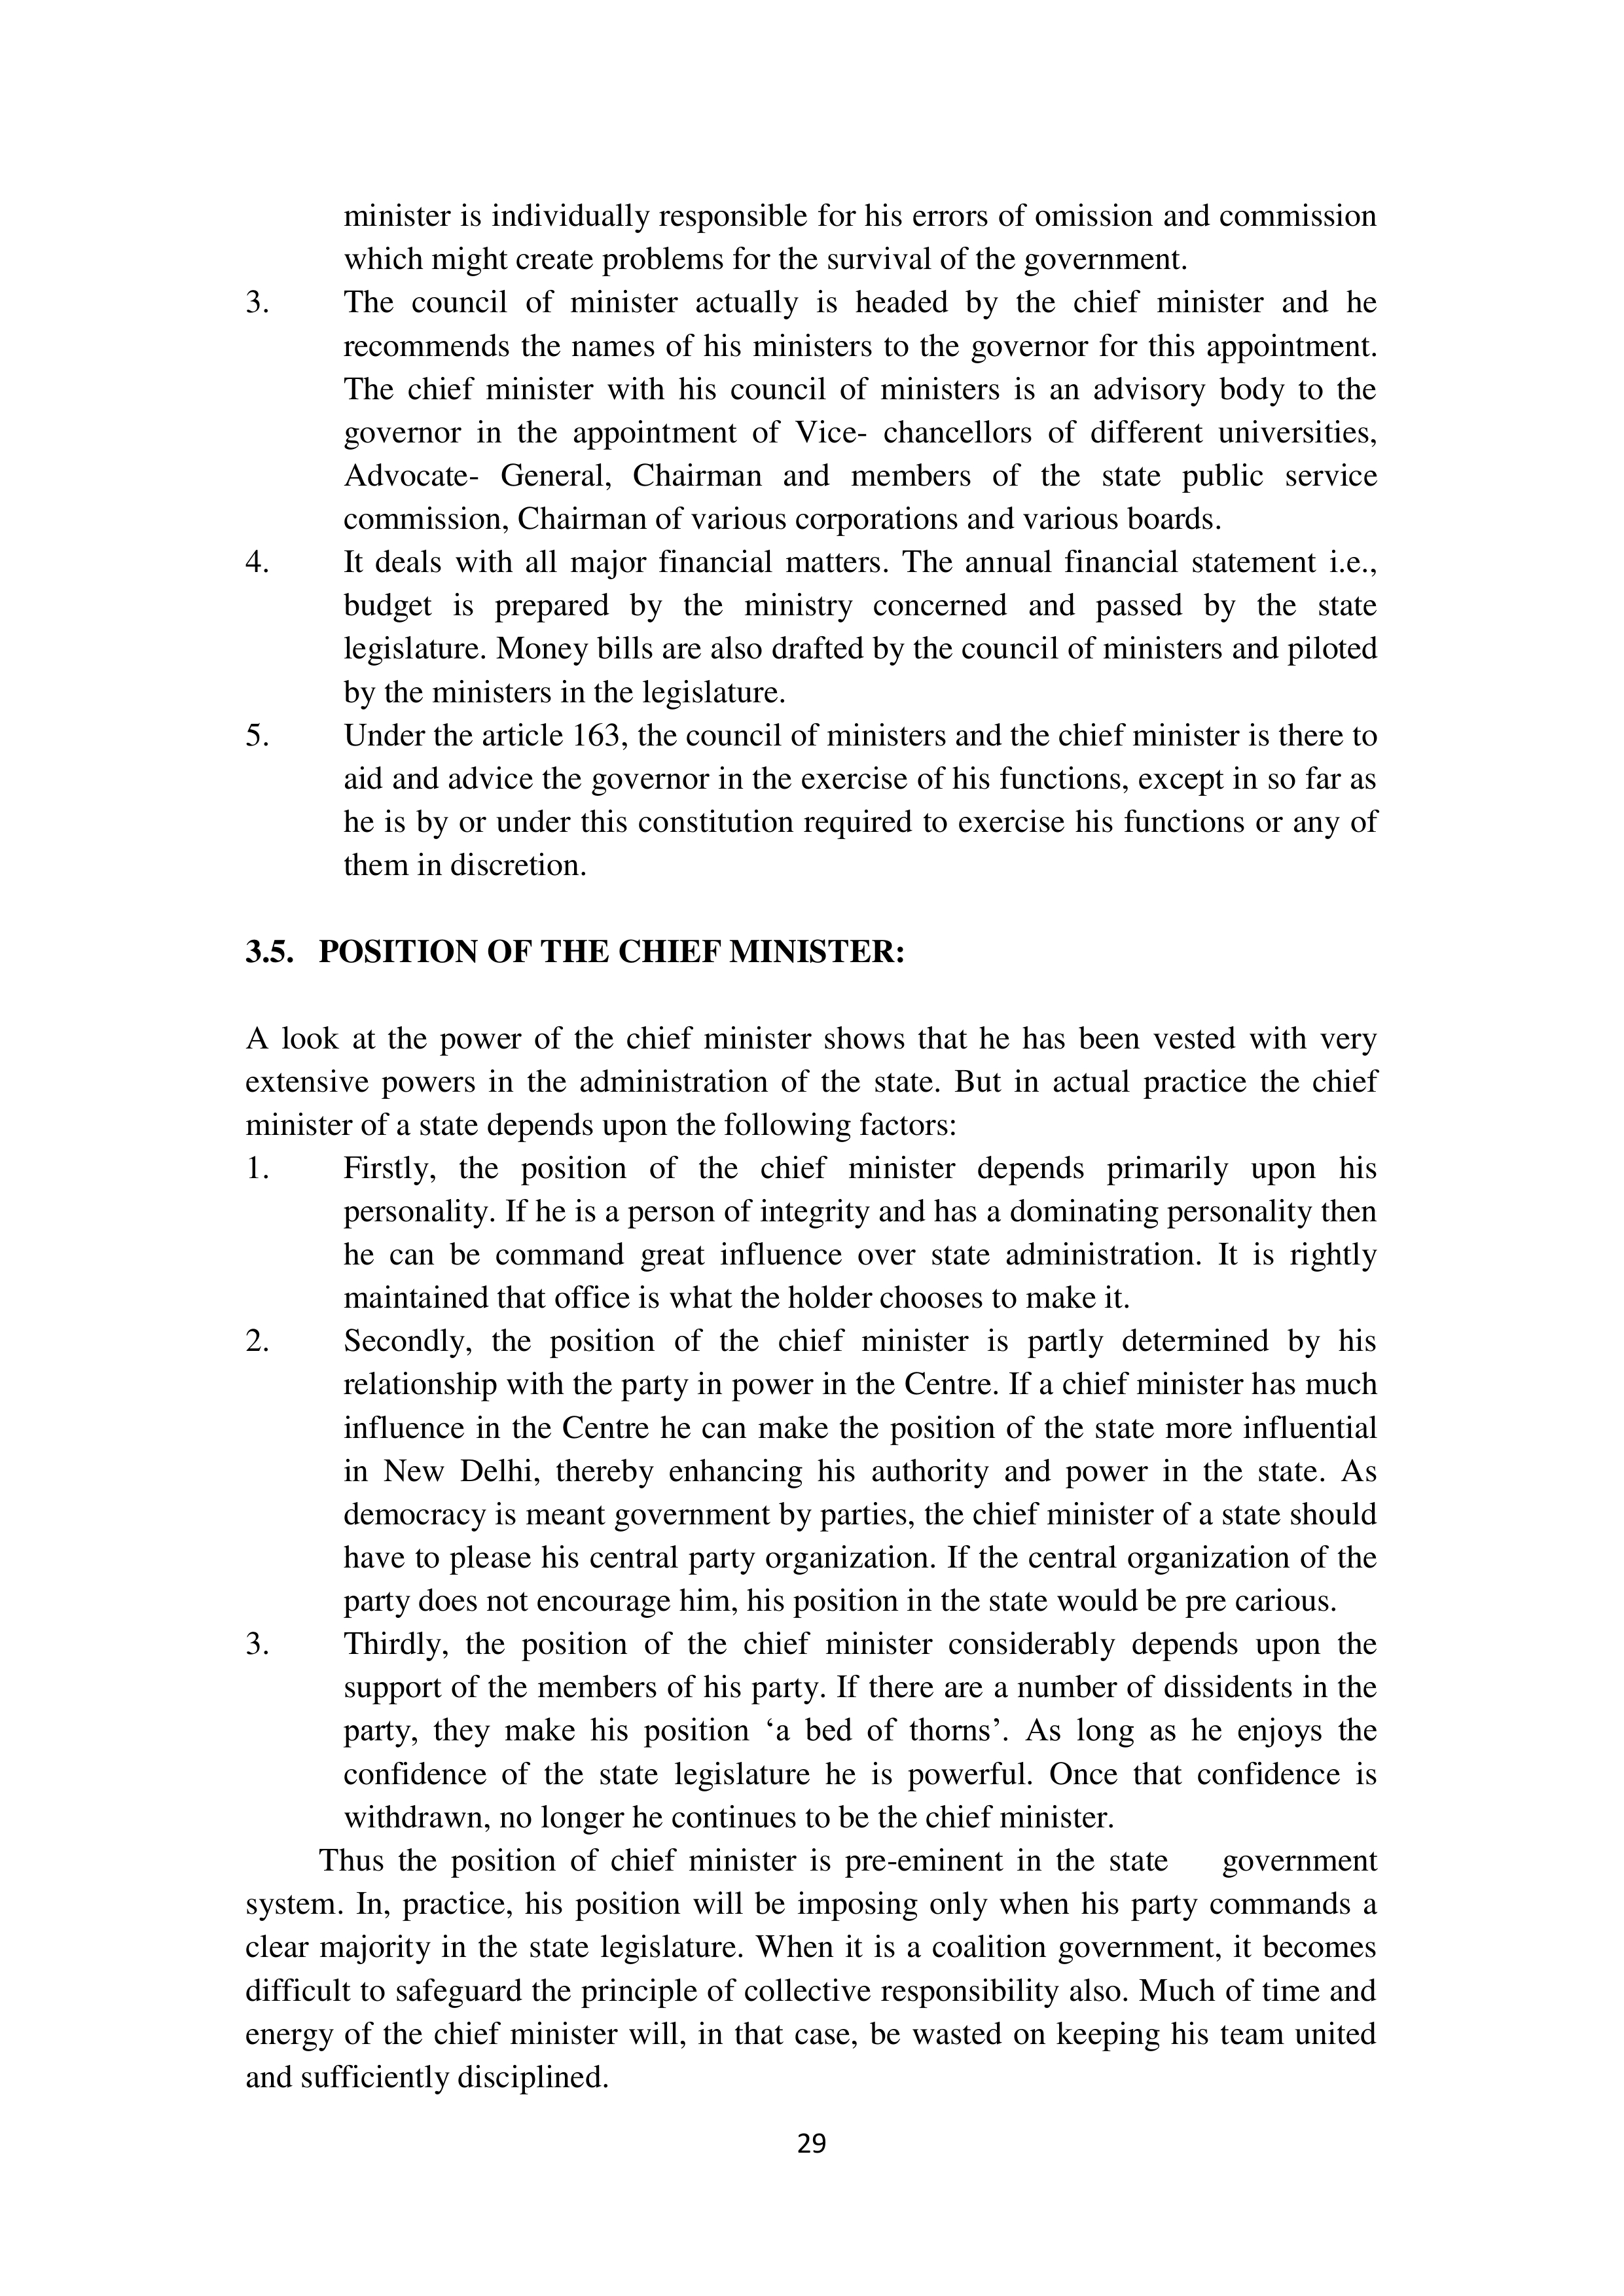 minister is individually responsible for his errors of omission and commission
which might create problems for the survival of the government.
3. The council of minister actually is headed by the chief minister and he
recommends the names of his ministers to the governor for this appointment.
The chief minister with his council of ministers is an advisory body to the
governor in the appointment of Vice- chancellors of different universities,
Advocate- General, Chairman and members of the state public service
commission, Chairman of various corporations and various boards.
4. It deals with all major financial matters. The annual financial statement i.e.,
budget is prepared by the ministry concerned and passed by the state
legislature. Money bills are also drafted by the council of ministers and piloted
by the ministers in the legislature.
5. Under the article 163, the council of ministers and the chief minister is there to
aid and advice the governor in the exercise of his functions, except in so far as
he is by or under this constitution required to exercise his functions or any of
them in discretion.
3.5. POSITION OF THE CHIEF MINISTER:
A look at the power of the chief minister shows that he has been vested with very
extensive powers in the administration of the state. But in actual practice the chief
minister of a state depends upon the following factors:
1. Firstly, the position of the chief minister depends primarily upon his
personality. If he is a person of integrity and has a dominating personality then
he can be command great influence over state administration. It is rightly
maintained that office is what the holder chooses to make it.
2. Secondly, the position of the chief minister is partly determined by his
relationship with the party in power in the Centre. If a chief minister has much
influence in the Centre he can make the position of the state more influential
in New Delhi, thereby enhancing his authority and power in the state. As
democracy is meant government by parties, the chief minister of a state should
have to please his central party organization. If the central organization of the
party does not encourage him, his position in the state would be pre carious.
3. Thirdly, the position of the chief minister considerably depends upon the
support of the members of his party. If there are a number of dissidents in the
party, they make his position ‘a bed of thorns’. As long as he enjoys the
confidence of the state legislature he is powerful. Once that confidence is
withdrawn, no longer he continues to be the chief minister.
Thus the position of chief minister is pre-eminent in the state government
system. In, practice, his position will be imposing only when his party commands a
clear majority in the state legislature. When it is a coalition government, it becomes
difficult to safeguard the principle of collective responsibility also. Much of time and
energy of the chief minister will, in that case, be wasted on keeping his team united
and sufficiently disciplined.
29